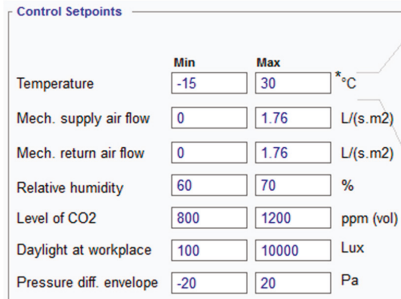 Control Setpoints
Min Max
Temperature -15 30 *°C
Mech. supply air flow 0 1.76 L/(s.m2)
Mech. return air flow 0 1.76 L/(s.m2)
Relative humidity 60 70 %
Level of CO2 800 1200 ppm (vol)
Daylight at workplace 100 10000 Lux
Pressure diff. envelope -20 20 Pa